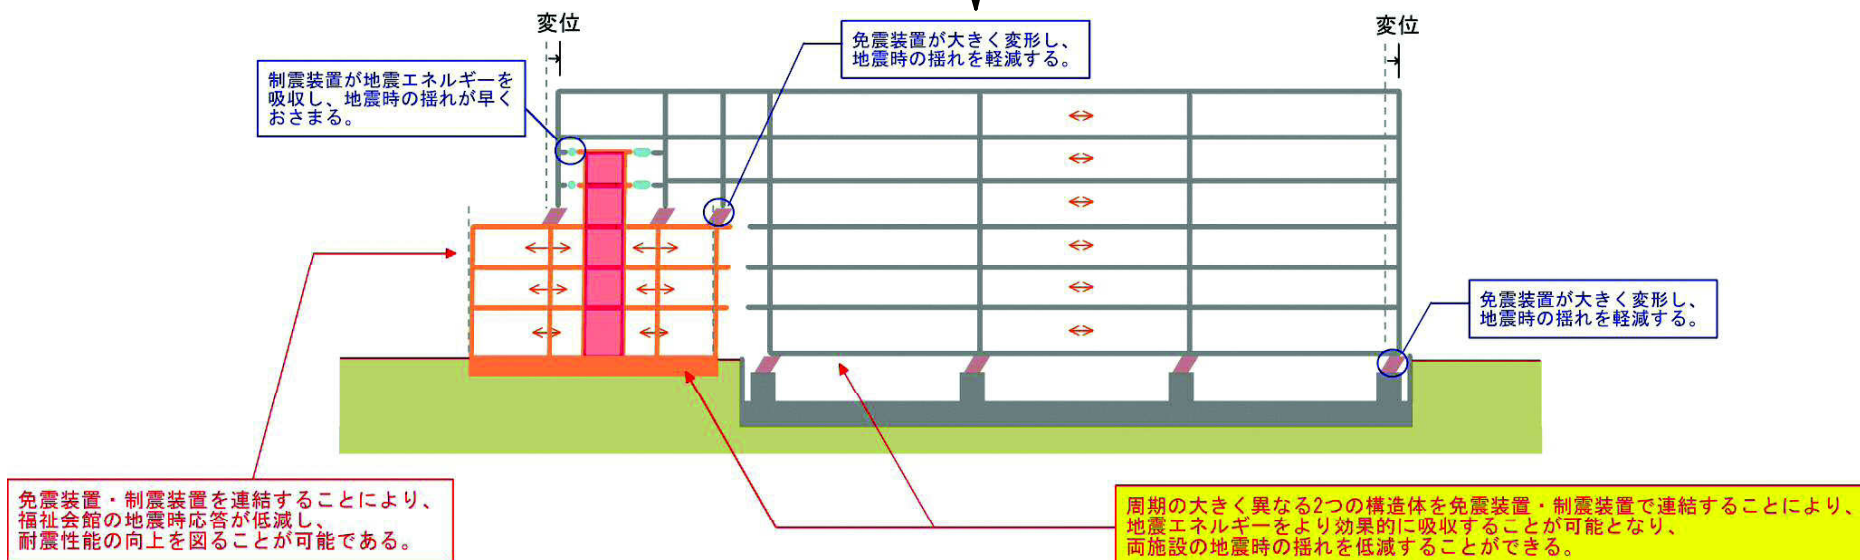 変位
変位
免震装置が大きく変形し、
地震時の揺れを軽減する。
制震装置が地震エネルギーを
吸収し、地震時の揺れが早く
おさまる。
免震装置が大きく変形し、
地震時の揺れを軽減する。
免震装置・制震装置を連結することにより、
福祉会館の地震時応答が低減し、
耐震性能の向上を図ることが可能である。
周期の大きく異なる2つの構造体を免震装置・制震装置で連結することにより、
地震エネルギーをより効果的に吸収することが可能となり、
両施設の地震時の揺れを低減することができる。